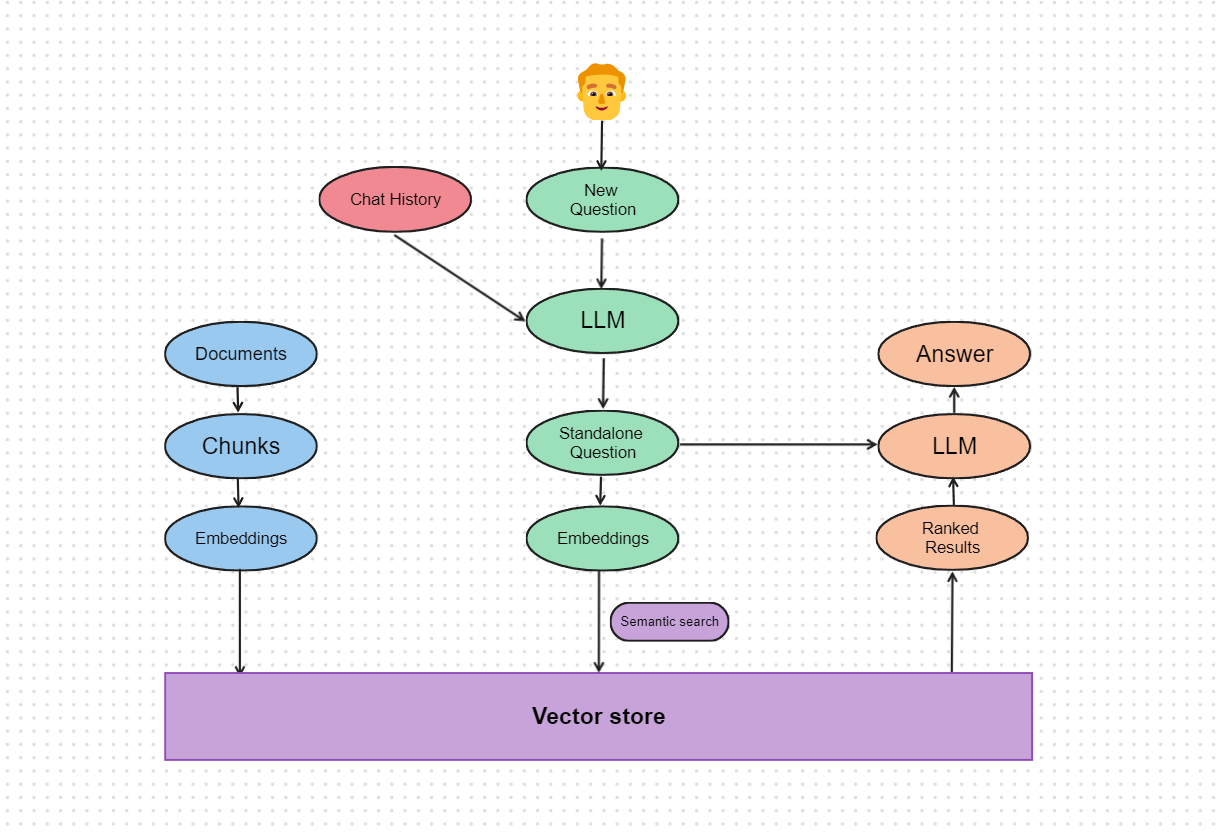 Chat History
New
Question
LLM
Documents
Answer
Chunks
Standalone
Question
LLM
Embeddings
Embeddings
Ranked
Results
Semantic search
Vector store